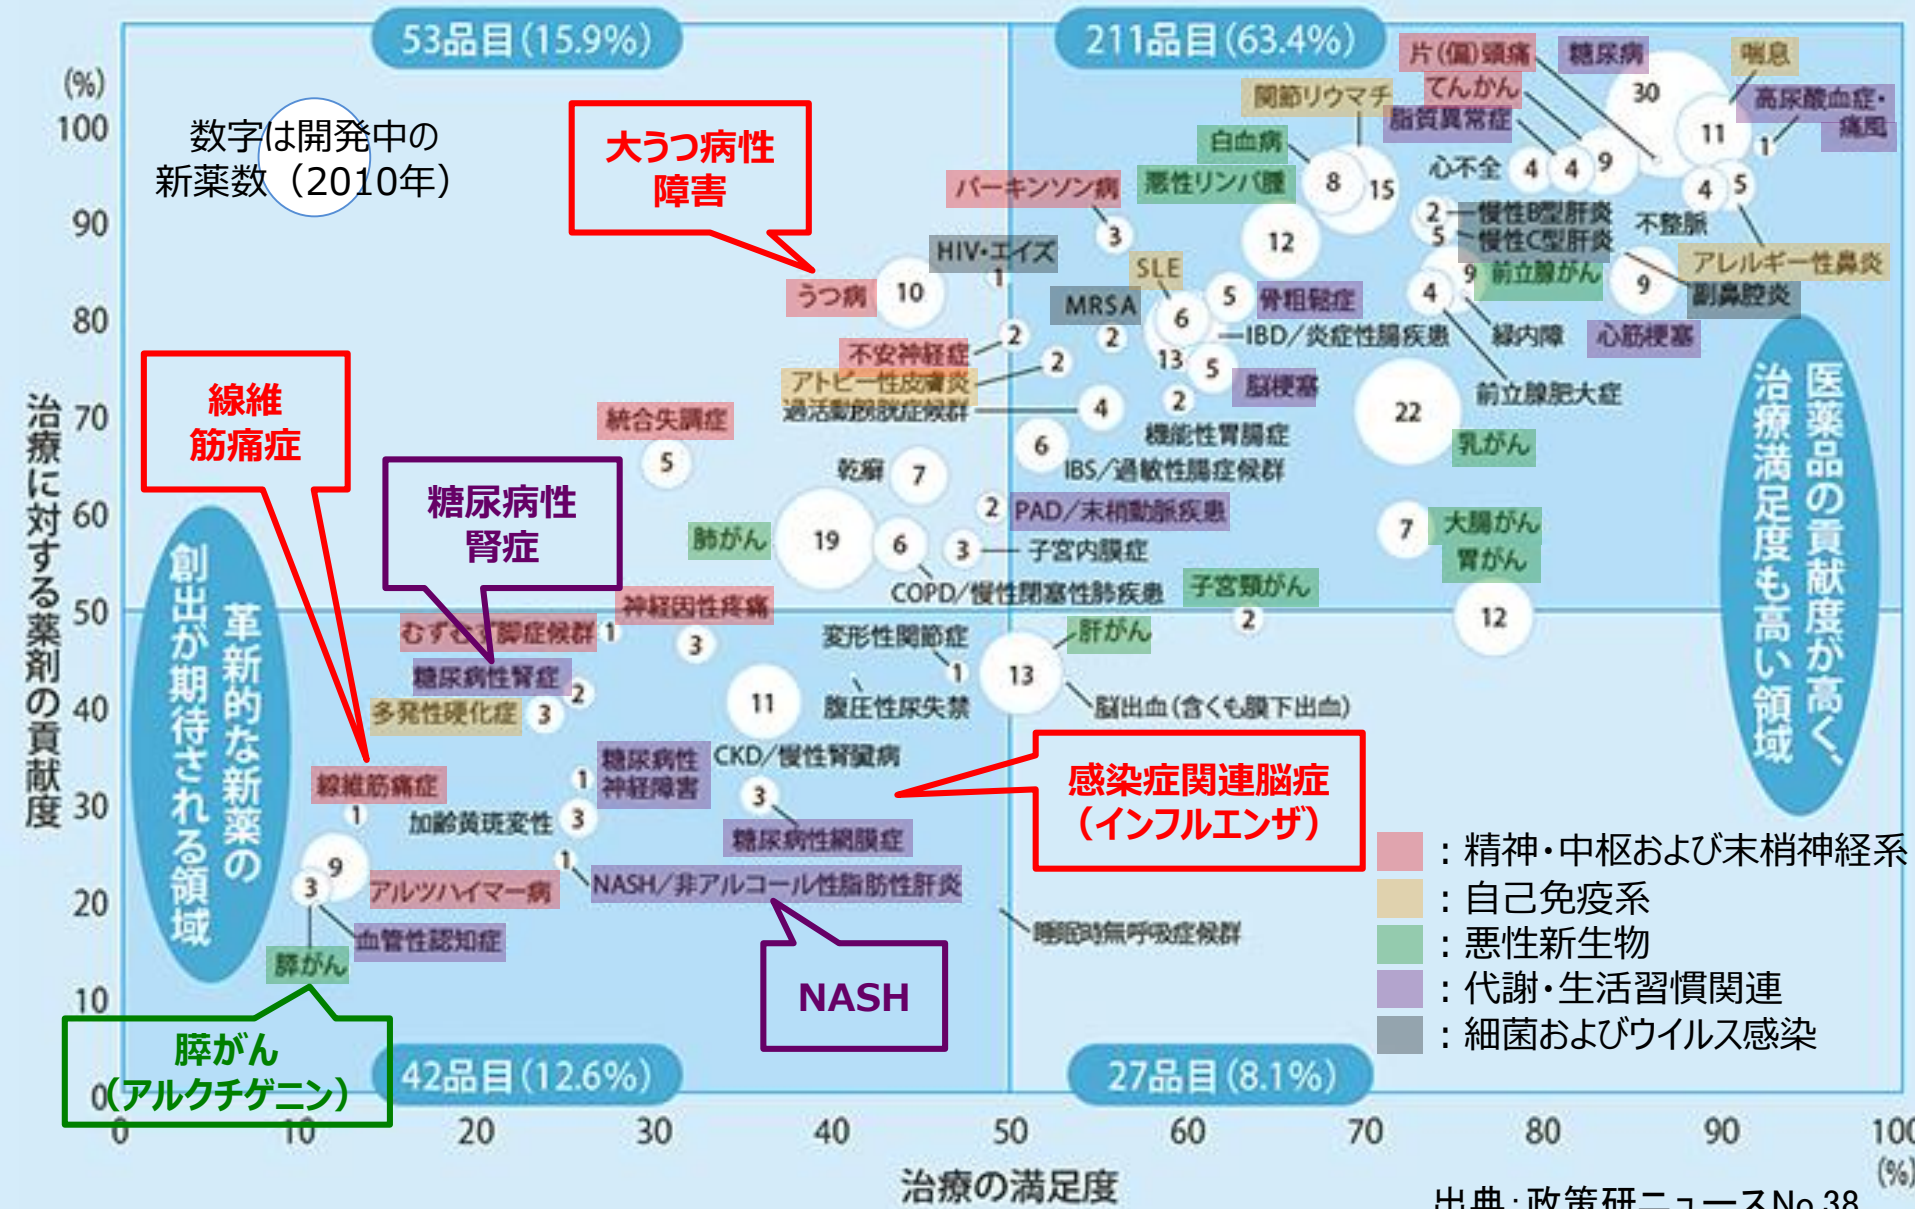 53品目(15.9%)
211品目(63.4%)
(%)
100
90
80
70
60
50
40
30
20
10
0
治療に対する薬剤の貢献度
数字は開発中の
新薬数（2010年）
大うつ病性
障害
線維
筋痛症
糖尿病性
腎症
片(偏)頭痛
糖尿病
喘息
てんかん
30
関節リウマチ
高尿酸血症・
痛風
脂質異常症
11
1
白血病
心不全
4
4
9
悪性リンパ腫
8
15
4
5
パーキンソン病
2
慢性B型肝炎
不整脈
3
12
5
慢性C型肝炎
HIV・エイズ
1
SLE
アレルギー性鼻炎
9
前立腺がん
9
副鼻腔炎
うつ病
10
5
骨粗鬆症
4
MRSA
6
IBD/炎症性腸疾患
緑内障
心筋梗塞
不安神経症
2
2
13
アトピー性皮膚炎
2
5
脳梗塞
前立腺肥大症
過活動膀胱症候群
4
2
22
統合失調症
機能性胃腸症
乳がん
5
6
IBS/過敏性腸症候群
乾癬
7
2
PAD/末梢動脈疾患
7
大腸がん
肺がん
19
6
3
子宮内膜症
胃がん
COPD/慢性閉塞性肺疾患
子宮頸がん
2
12
神経因性疼痛
むずむず脚症候群
1
3
変形性関節症
肝がん
1
13
糖尿病性腎症
2
11
腹圧性尿失禁
脳出血(含くも膜下出血)
多発性硬化症
3
CKD/慢性腎臓病
糖尿病性
神経障害
1
線維筋痛症
1
3
糖尿病性網膜症
加齢黄斑変性
3
9
3
アルツハイマー病
1
NASH/非アルコール性脂肪性肝炎
血管性認知症
膵がん
睡眠時無呼吸症候群
感染症関連脳症
（インフルエンザ）
NASH
膵がん
（アルクチゲニン）
革新的な新薬の
創出が期待される領域
医薬品の貢献度が高く、
治療満足度も高い領域
：精神・中枢および末梢神経系
：自己免疫系
：悪性新生物
：代謝・生活習慣関連
：細菌およびウイルス感染
42品目(12.6%)
27品目(8.1%)
0
10
20
30
40
50
60
70
80
90
100
(%)
治療の満足度
出典：政策研ニュースNo.38